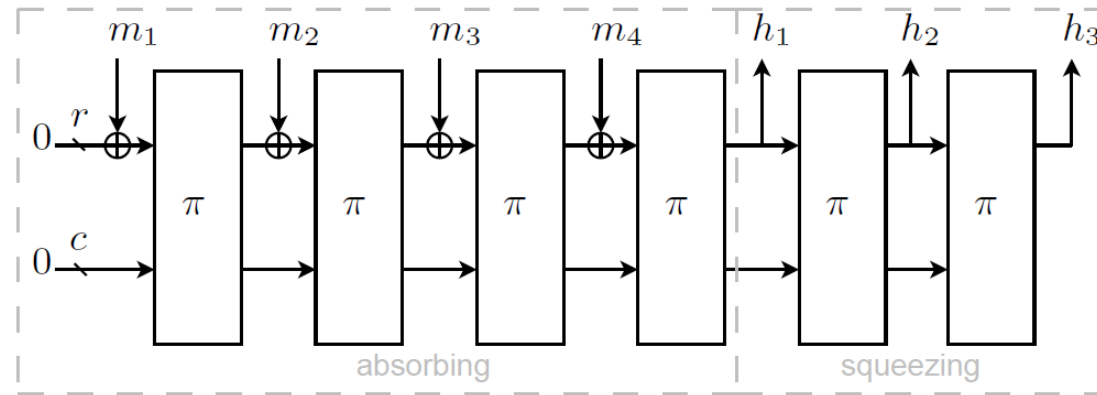 m₁ m₂ m₃ m₄ h₁ h₂ h₃
0 r
π π π π π π
0 c
absorbing squeezing